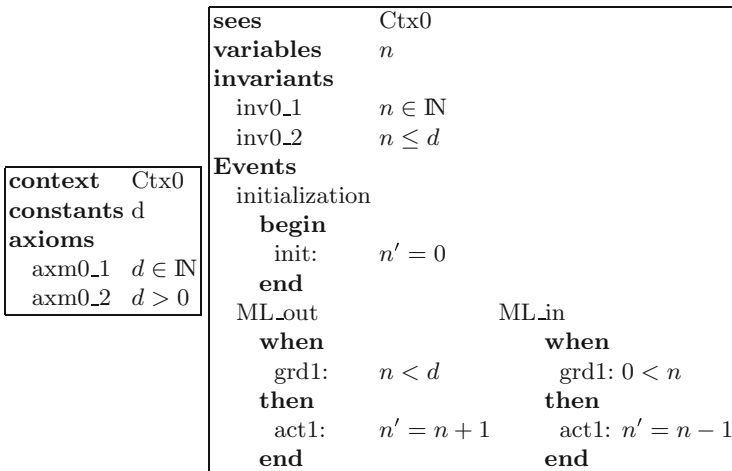 context Ctx0
constants d
axioms
axm0_1 d ∈ ℕ
axm0_2 d > 0
sees Ctx0
variables n
invariants
inv0_1 n ∈ ℕ
inv0_2 n ≤ d
Events
initialization
begin
init: n′ = 0
end
ML_out ML_in
when when
grd1: n < d grd1: 0 < n
then then
act1: n′ = n + 1 act1: n′ = n − 1
end end